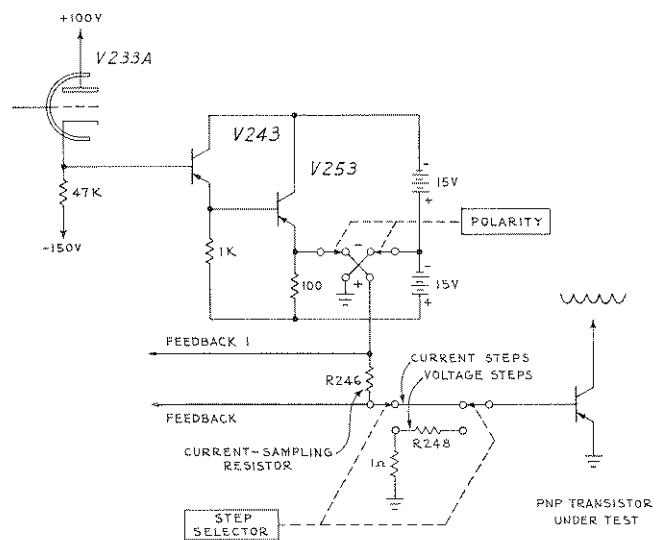 +100V
V233A
V243
V253
47K
-150V
1K
100
-
15V
+
POLARITY
-
+
-
15V
+
FEEDBACK 1
R246
CURRENT STEPS
VOLTAGE STEPS
FEEDBACK
R248
CURRENT-SAMPLING
RESISTOR
1Ω
STEP
SELECTOR
PNP TRANSISTOR
UNDER TEST